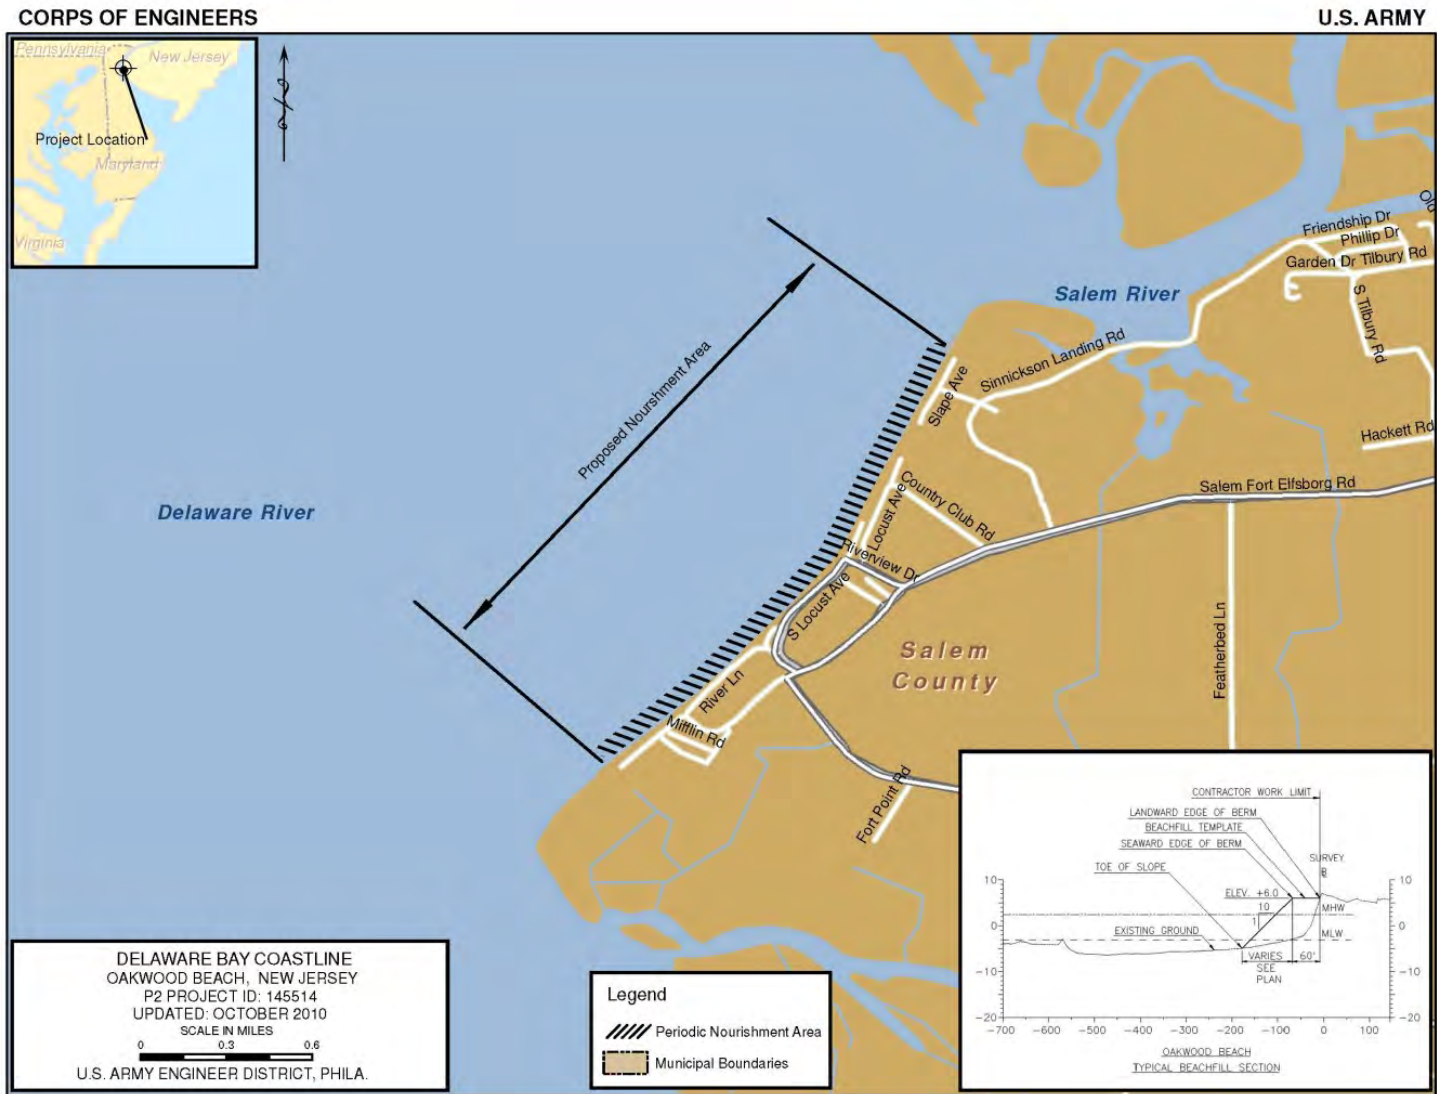 CORPS OF ENGINEERS
U.S. ARMY
Pennsylvania
New Jersey
Project Location
Maryland
Virginia
Friendship Dr
Old
Phillip Dr
Garden Dr
Tilbury Rd
S Tilbury Rd
Salem River
Sinnickson Landing Rd
Slape Ave
Hackett Rd
Proposed Nourshment Area
Salem Fort Elfsborg Rd
Country Club Rd
Locust Ave
Delaware River
Riverview Dr
S Locust Ave
Salem
County
Featherbed Ln
River Ln
Mifflin Rd
Fort Point Rd
CONTRACTOR WORK LIMIT
LANDWARD EDGE OF BERM
BEACHFILL TEMPLATE
SEAWARD EDGE OF BERM
TOE OF SLOPE
SURVEY
ELEV. +6.0
10
1
MHW
MLW
EXISTING GROUND
VARIES
SEE
PLAN
60'
10
0
-10
-20
10
0
-10
-20
-700 -600 -500 -400 -300 -200 -100 0 100
OAKWOOD BEACH
TYPICAL BEACHFILL SECTION
DELAWARE BAY COASTLINE
OAKWOOD BEACH, NEW JERSEY
P2 PROJECT ID: 145514
UPDATED: OCTOBER 2010
SCALE IN MILES
0 0.3 0.6
U.S. ARMY ENGINEER DISTRICT, PHILA.
Legend
Periodic Nourishment Area
Municipal Boundaries